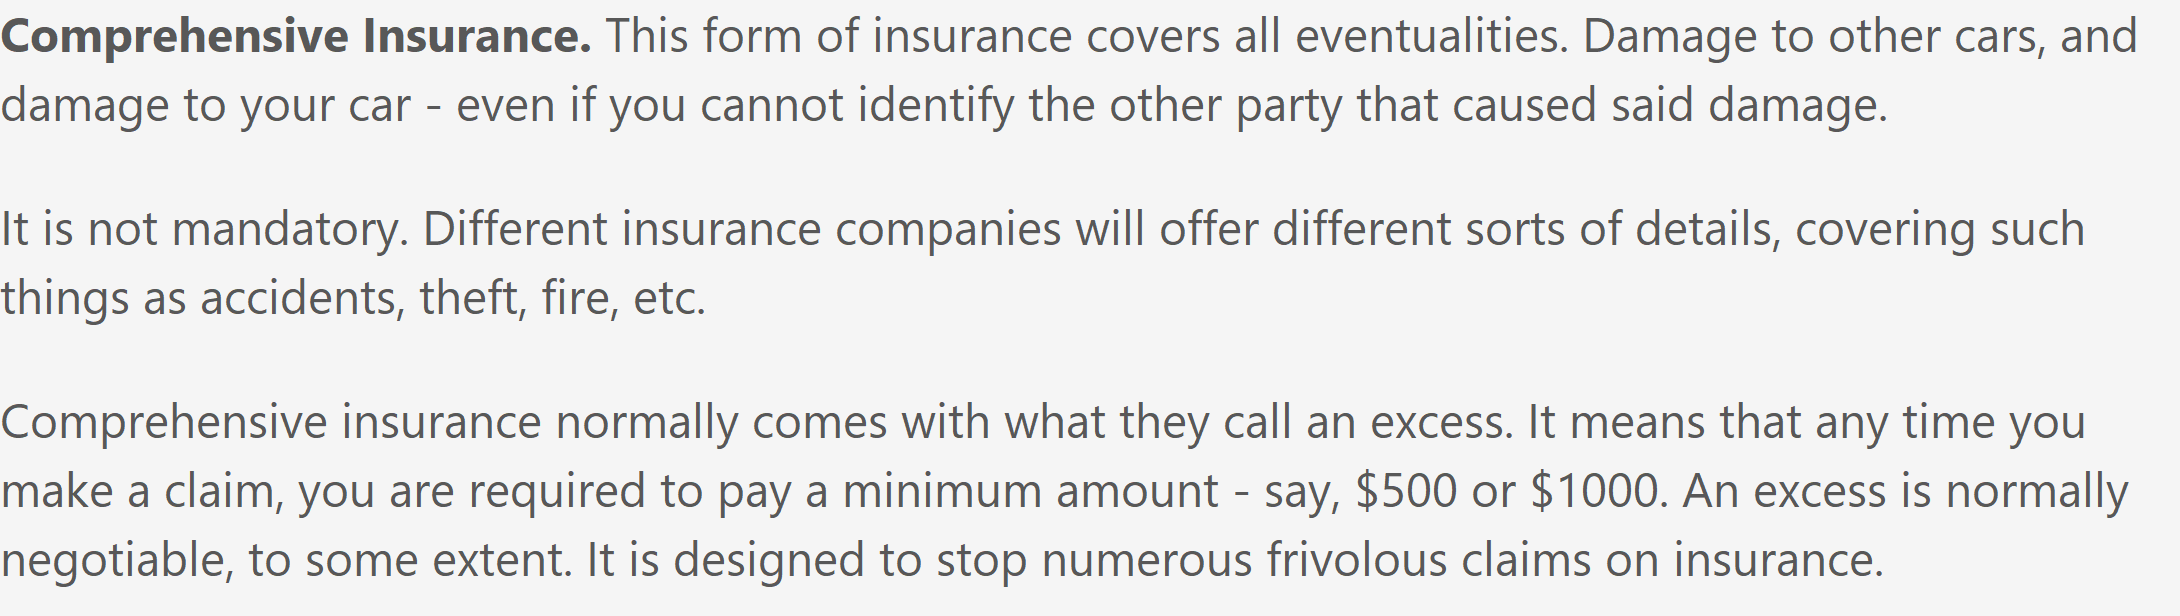 Comprehensive Insurance. This form of insurance covers all eventualities. Damage to other cars, and
damage to your car - even if you cannot identify the other party that caused said damage.
It is not mandatory. Different insurance companies will offer different sorts of details, covering such
things as accidents, theft, fire, etc.
Comprehensive insurance normally comes with what they call an excess. It means that any time you
make a claim, you are required to pay a minimum amount - say, $500 or $1000. An excess is normally
negotiable, to some extent. It is designed to stop numerous frivolous claims on insurance.